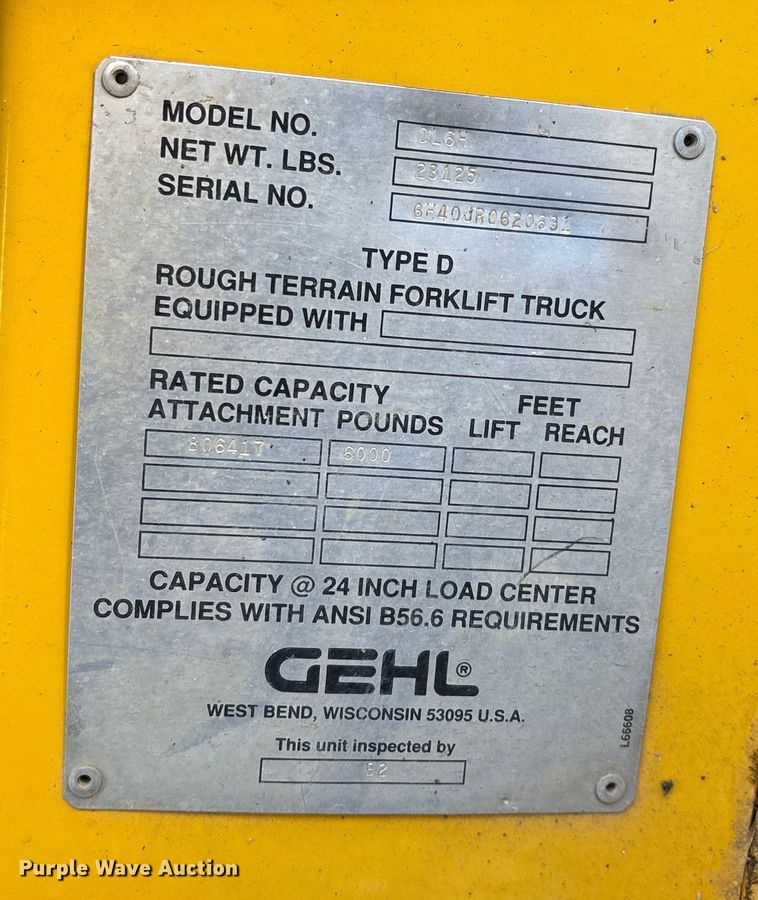 MODEL NO. DL6H
NET WT. LBS. 23125
SERIAL NO. 6H40JR0620631
TYPE D
ROUGH TERRAIN FORKLIFT TRUCK
EQUIPPED WITH
RATED CAPACITY FEET
ATTACHMENT POUNDS LIFT REACH
806417 6000
CAPACITY @ 24 INCH LOAD CENTER
COMPLIES WITH ANSI B56.6 REQUIREMENTS
GEHL®
WEST BEND, WISCONSIN 53095 U.S.A.
This unit inspected by
L66608
Purple Wave Auction